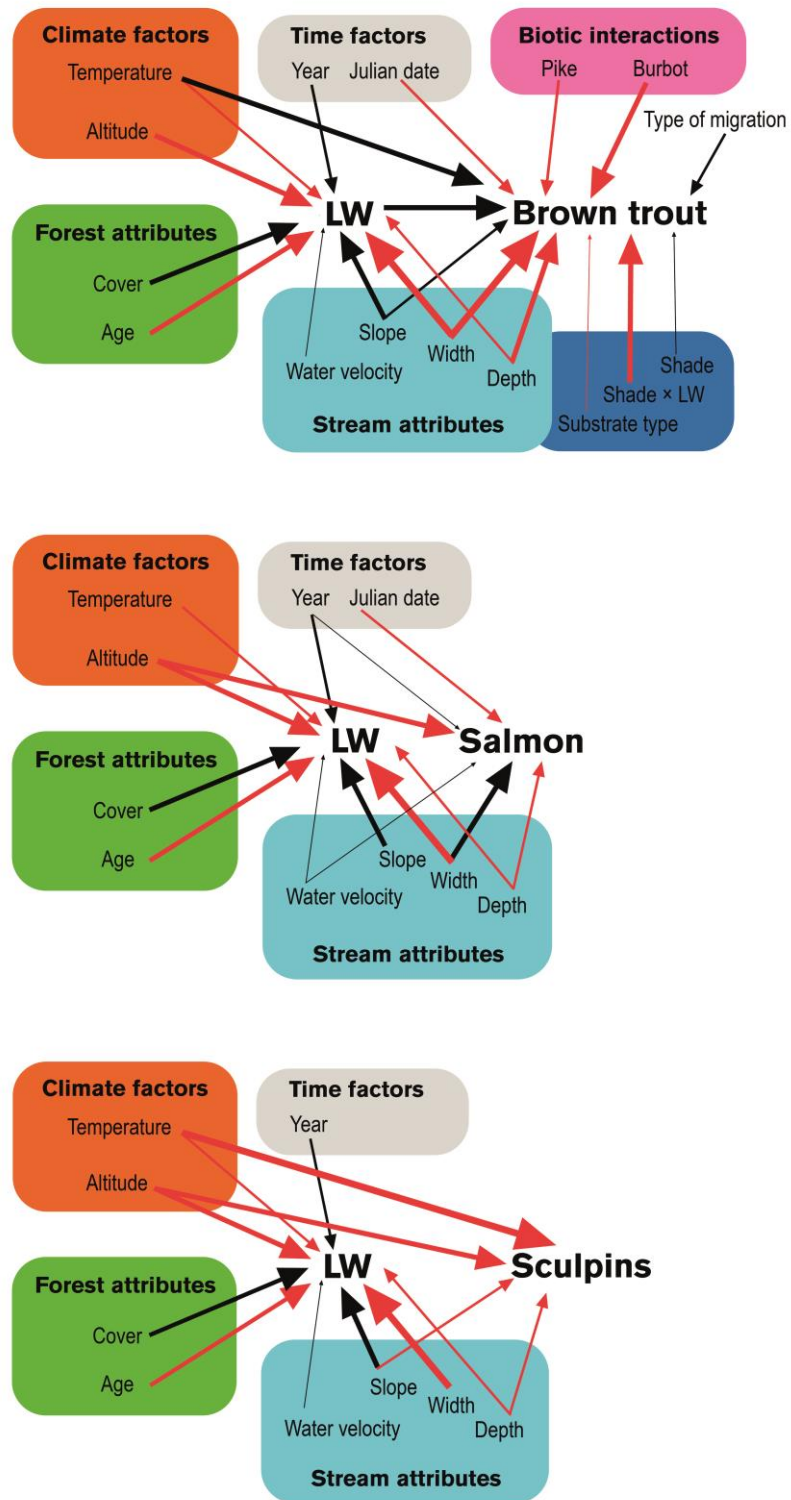 Climate factors
Temperature
Altitude
Time factors
Year Julian date
Biotic interactions
Pike Burbot
Type of migration
LW
Brown trout
Forest attributes
Cover
Age
Slope
Width
Water velocity
Depth
Stream attributes
Shade
Shade × LW
Substrate type
Climate factors
Temperature
Altitude
Time factors
Year Julian date
LW
Salmon
Forest attributes
Cover
Age
Slope
Width
Water velocity
Depth
Stream attributes
Climate factors
Temperature
Altitude
Time factors
Year
LW
Sculpins
Forest attributes
Cover
Age
Slope
Width
Water velocity
Depth
Stream attributes